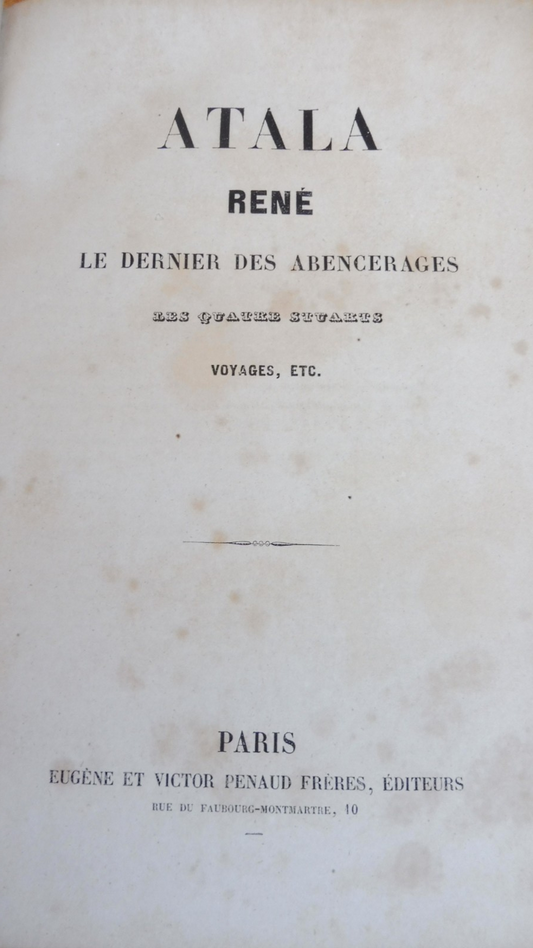 ATALA
RENÉ
LE DERNIER DES ABENCERAGES
LES QUATRE STUARTS
VOYAGES, ETC.
PARIS
EUGÈNE ET VICTOR PENAUD FRÈRES, ÉDITEURS
RUE DU FAUBOURG-MONTMARTRE, 10